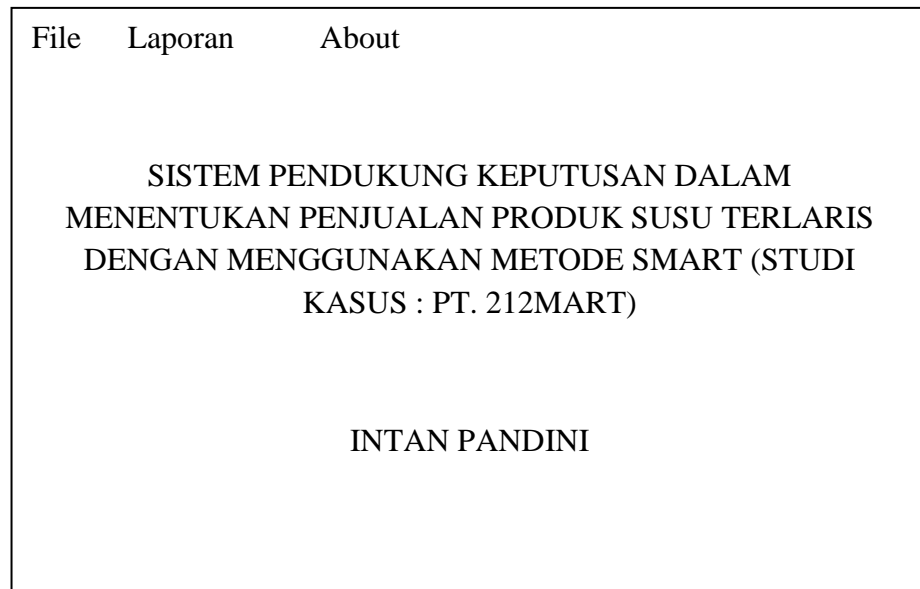 File Laporan About
SISTEM PENDUKUNG KEPUTUSAN DALAM
MENENTUKAN PENJUALAN PRODUK SUSU TERLARIS
DENGAN MENGGUNAKAN METODE SMART (STUDI
KASUS : PT. 212MART)
INTAN PANDINI